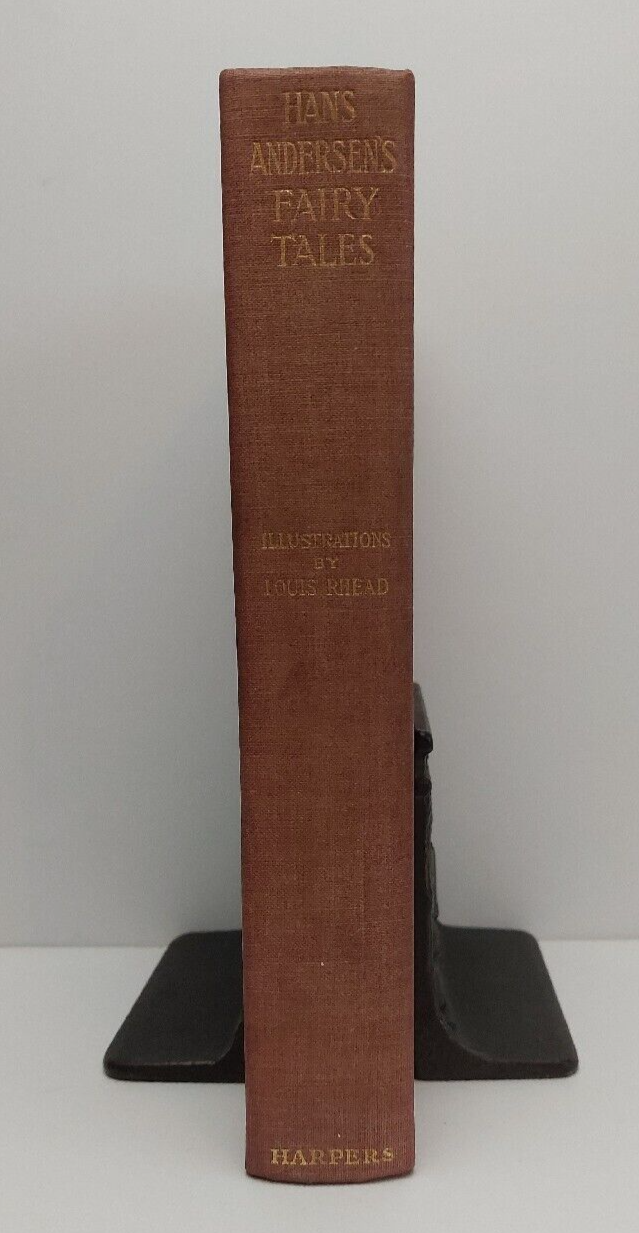 HANS
ANDERSEN'S
FAIRY
TALES
ILLUSTRATIONS
BY
LOUIS RHEAD
HARPERS